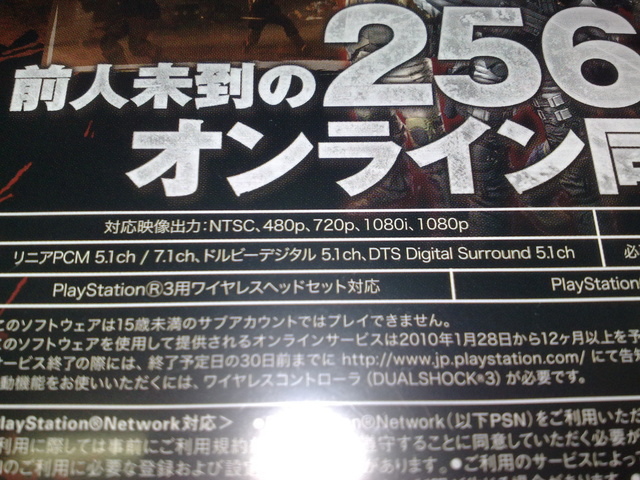 前人未到の256
オンライン同
対応映像出力:NTSC、480p、720p、1080i、1080p
リニアPCM 5.1ch / 7.1ch、ドルビーデジタル 5.1ch、DTS Digital Surround 5.1ch 必
PlayStation®3用ワイヤレスヘッドセット対応 PlayStation
このソフトウェアは15歳未満のサブアカウントではプレイできません。
このソフトウェアを使用して提供されるオンラインサービスは2010年1月28日から12ヶ月以上を予
サービス終了の際には、終了予定日の30日前までに http://www.jp.playstation.com/ にて告
動機能をお使いいただくには、ワイヤレスコントローラ(DUALSHOCK®3)が必要です。
PlayStation®Network対応> ®Network(以下PSN)をご利用いただ
利用に際しては事前にご利用規約 遵守することに同意していただく必要が
のご利用に必要な登録および設定 があります。●ご利用のサービスによっ